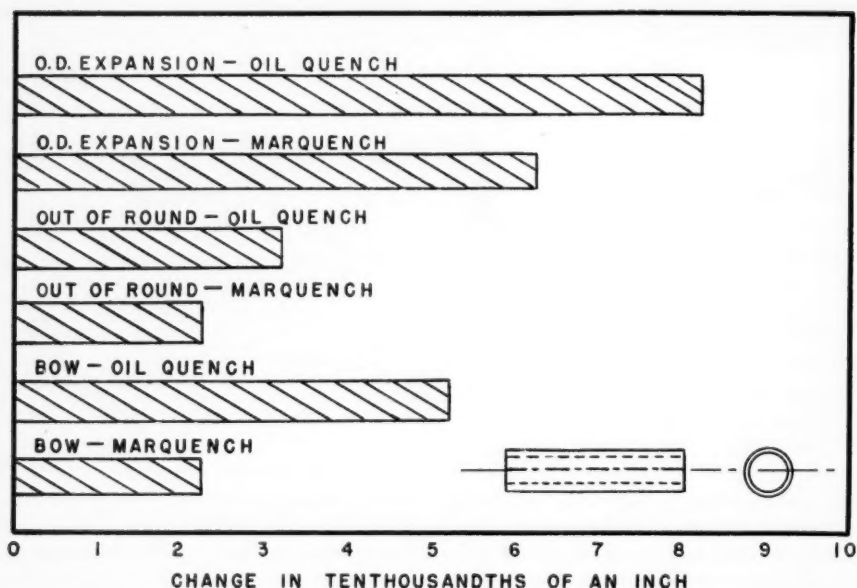 O.D. EXPANSION — OIL QUENCH
O.D. EXPANSION — MARQUENCH
OUT OF ROUND — OIL QUENCH
OUT OF ROUND — MARQUENCH
BOW — OIL QUENCH
BOW — MARQUENCH
0 1 2 3 4 5 6 7 8 9 10
CHANGE IN TENTHOUSANDTHS OF AN INCH